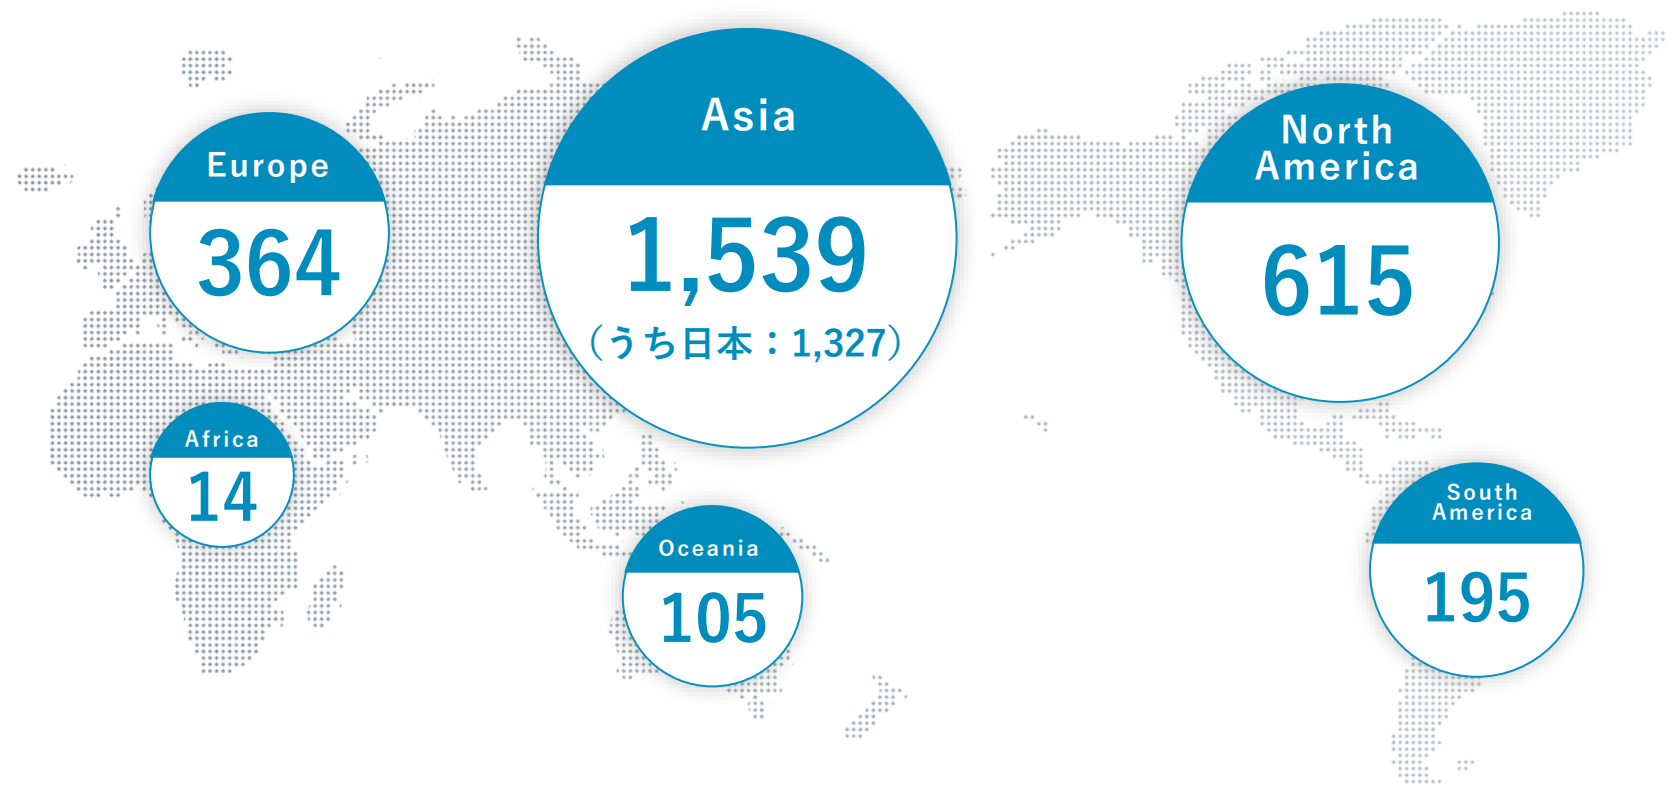 Europe
364
Asia
1,539
（うち日本：1,327）
North
America
615
Africa
14
Oceania
105
South
America
195